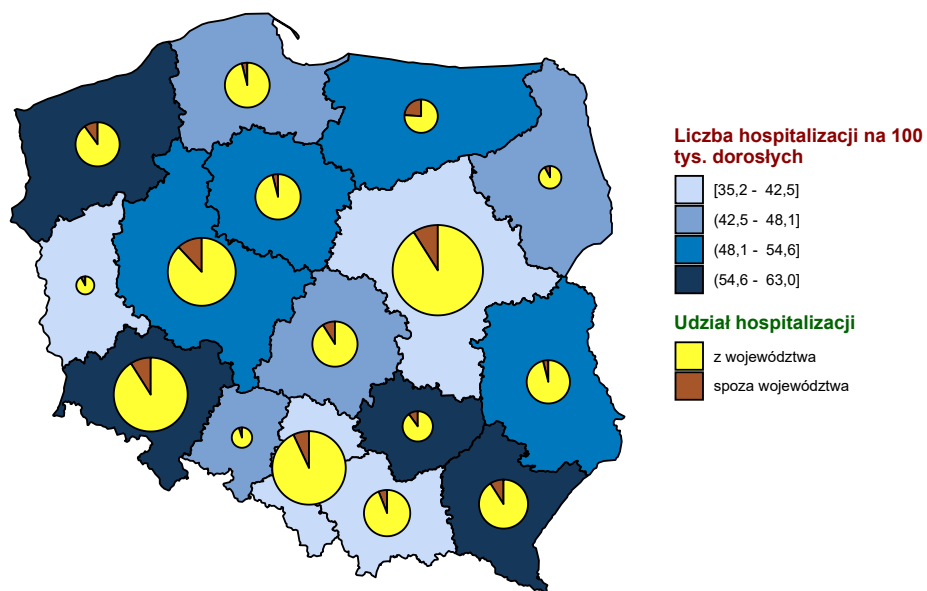 Liczba hospitalizacji na 100
tys. dorosłych
[35,2 - 42,5]
(42,5 - 48,1]
(48,1 - 54,6]
(54,6 - 63,0]
Udział hospitalizacji
z województwa
spoza województwa